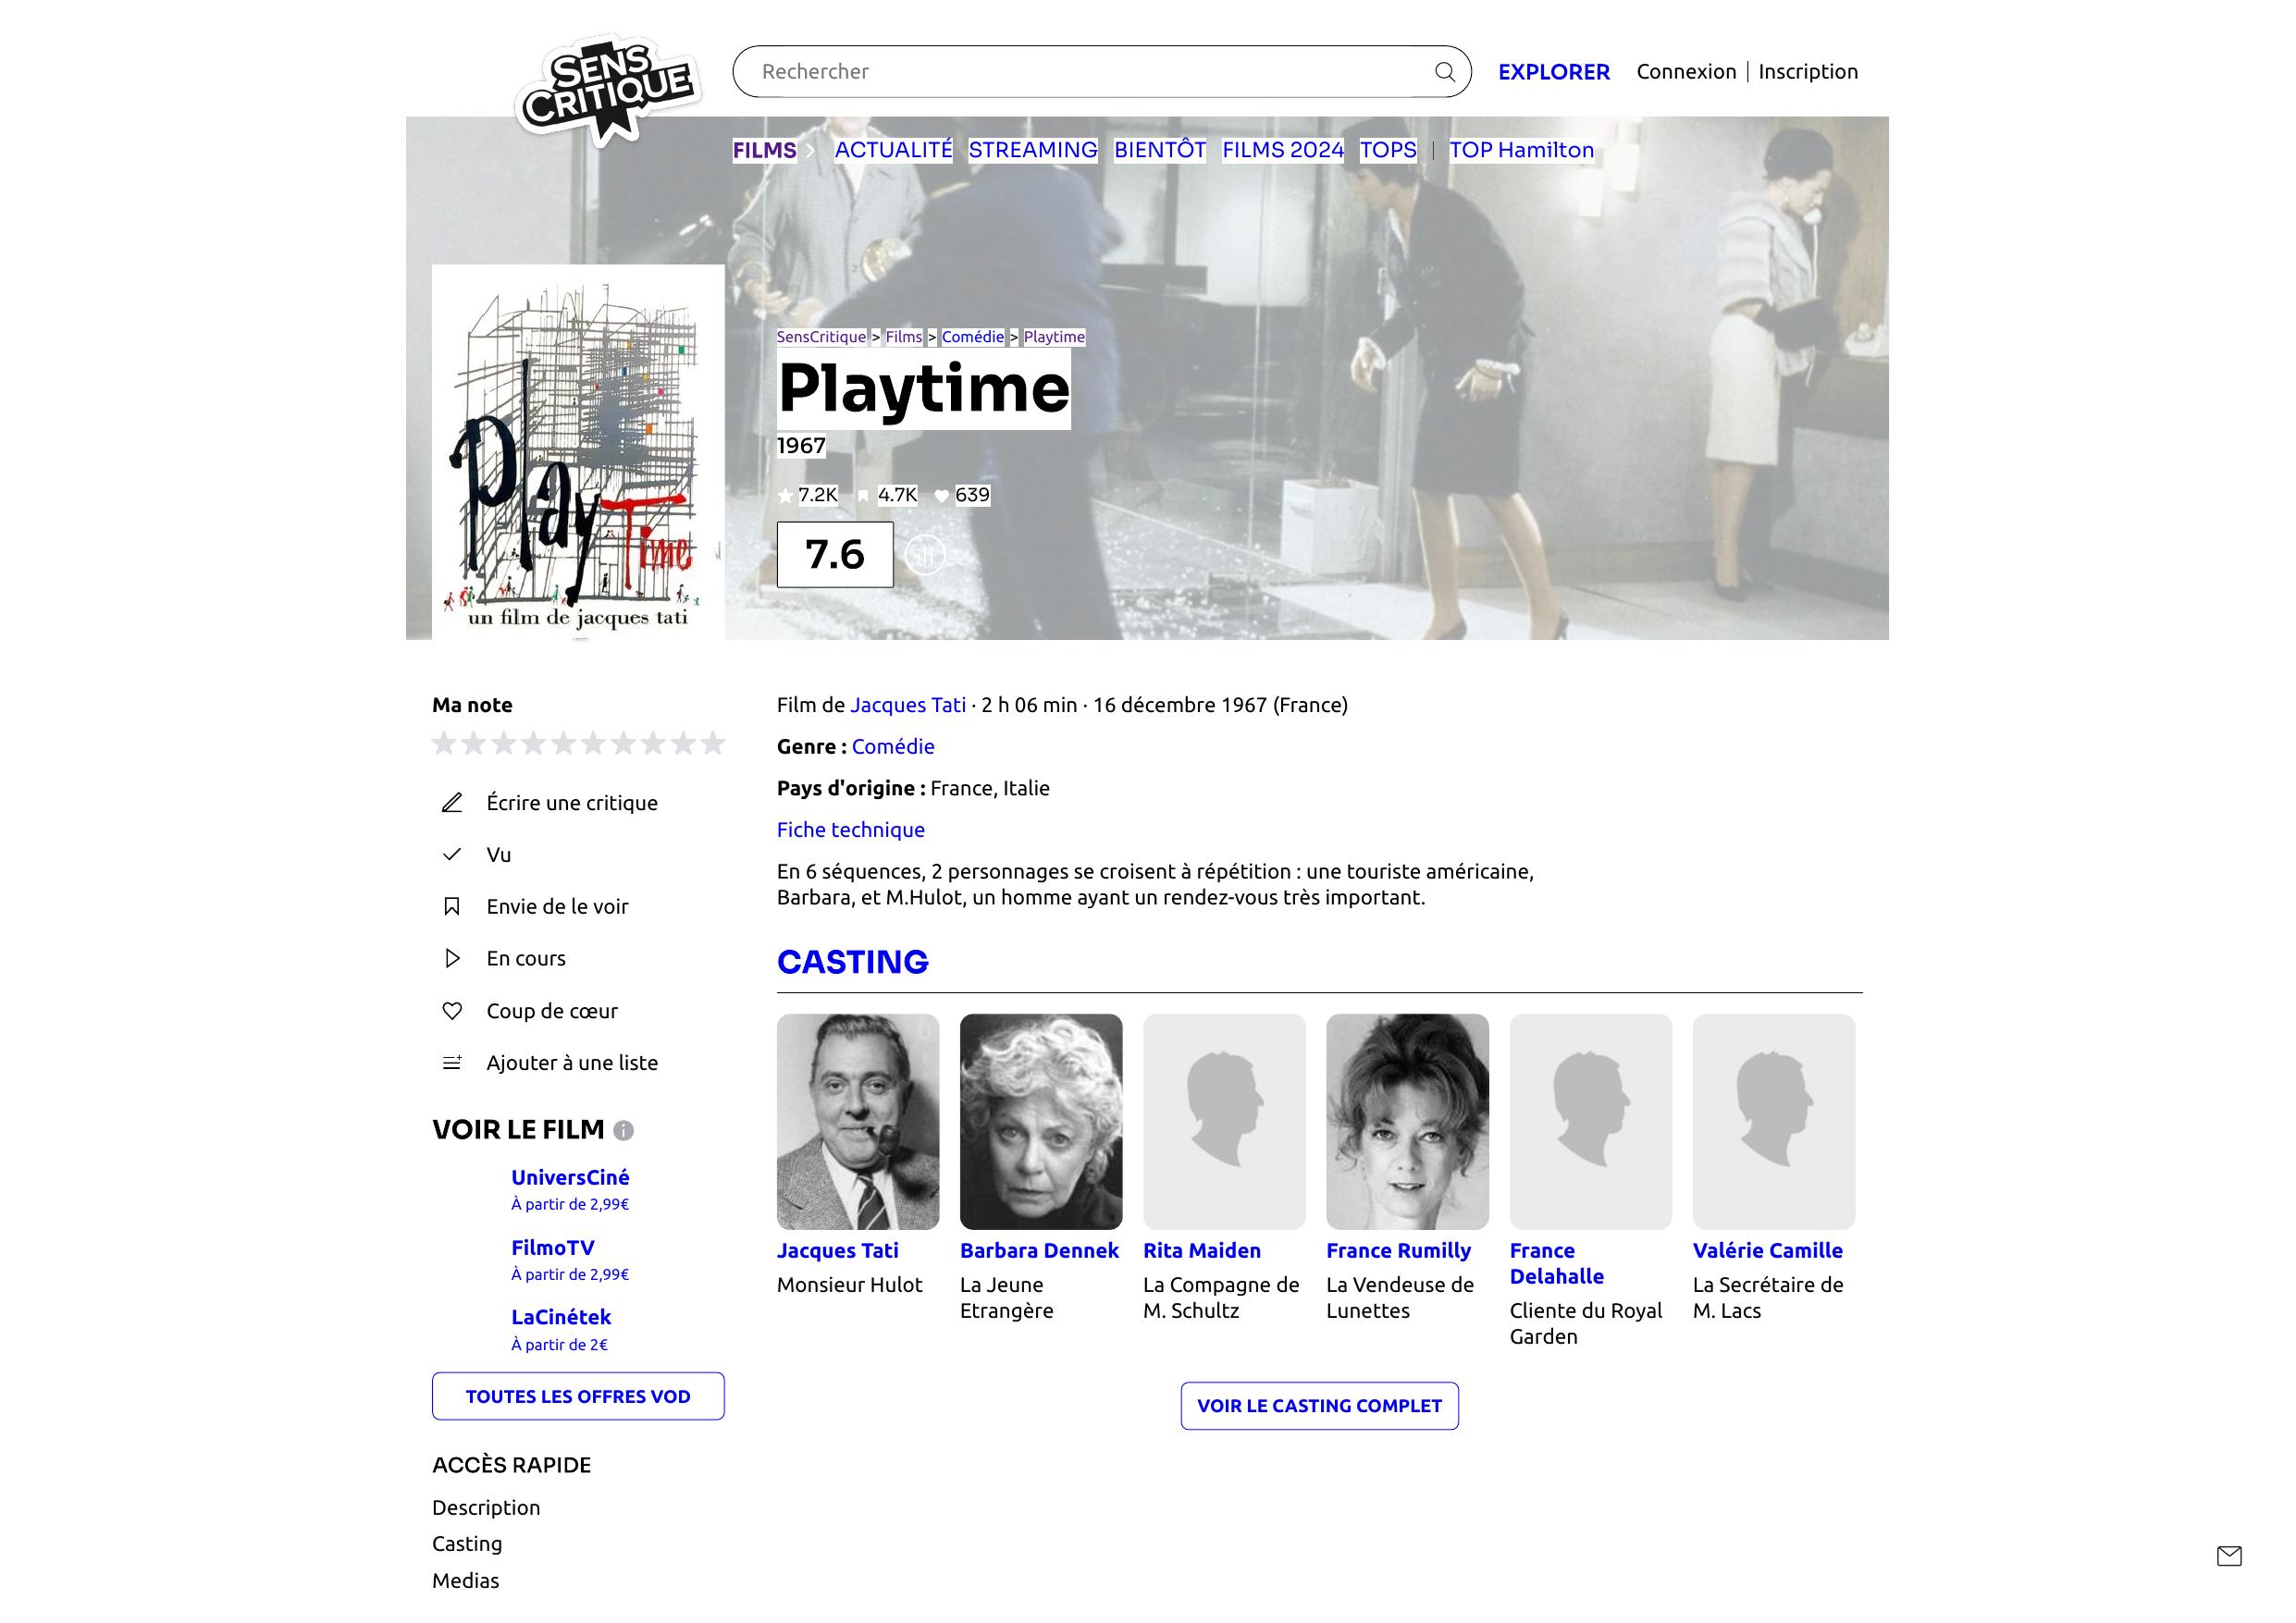 SENS
CRITIQUE
Rechercher
EXPLORER
Connexion
Inscription
FILMS
ACTUALITÉ
STREAMING
BIENTÔT
FILMS 2024
TOPS
TOP Hamilton
SensCritique > Films > Comédie > Playtime
Playtime
1967
7.2K
4.7K
639
7.6
Play
Time
un film de jacques tati
Ma note
Écrire une critique
Vu
Envie de le voir
En cours
Coup de cœur
Ajouter à une liste
VOIR LE FILM
UniversCiné
À partir de 2,99€
FilmoTV
À partir de 2,99€
LaCinétek
À partir de 2€
TOUTES LES OFFRES VOD
ACCÈS RAPIDE
Description
Casting
Medias
Film de Jacques Tati · 2 h 06 min · 16 décembre 1967 (France)
Genre : Comédie
Pays d'origine : France, Italie
Fiche technique
En 6 séquences, 2 personnages se croisent à répétition : une touriste américaine,
Barbara, et M.Hulot, un homme ayant un rendez-vous très important.
CASTING
Jacques Tati
Monsieur Hulot
Barbara Dennek
La Jeune
Etrangère
Rita Maiden
La Compagne de
M. Schultz
France Rumilly
La Vendeuse de
Lunettes
France
Delahalle
Cliente du Royal
Garden
Valérie Camille
La Secrétaire de
M. Lacs
VOIR LE CASTING COMPLET